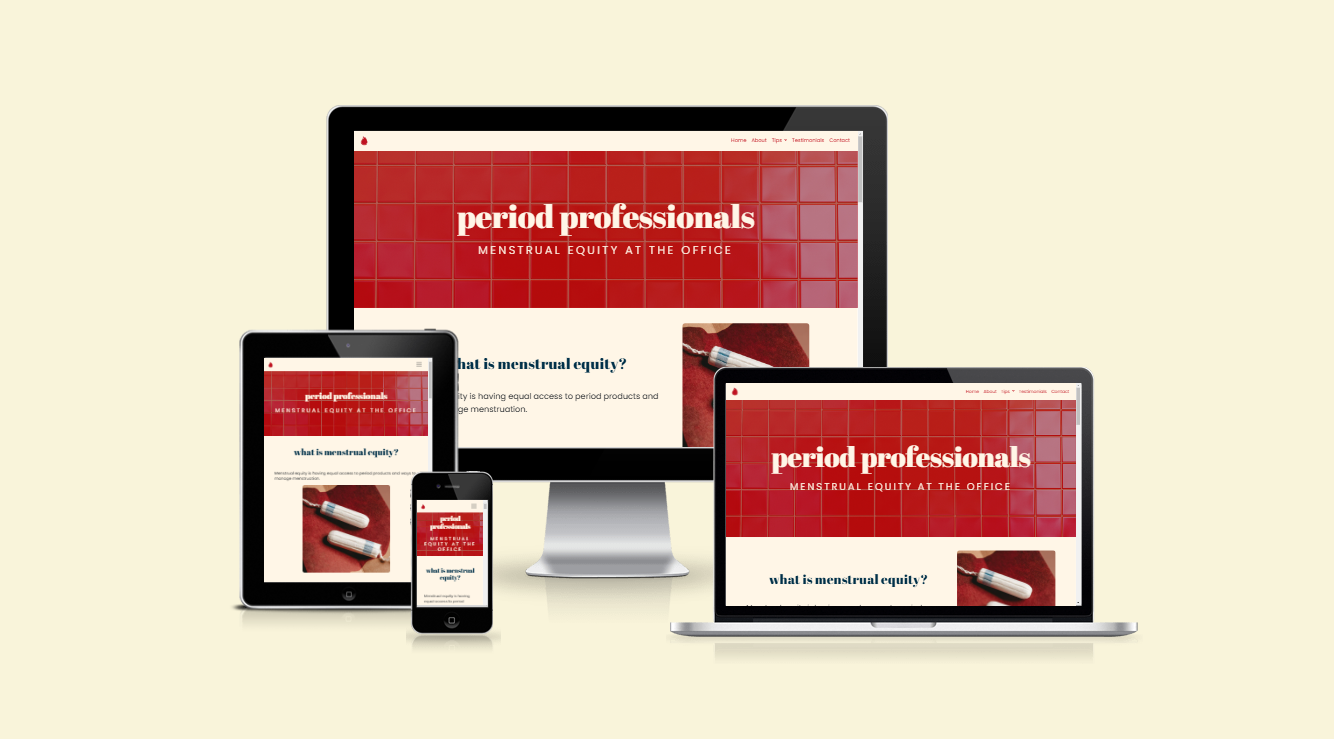 Home About Tips Testimonials Contact
period professionals
MENSTRUAL EQUITY AT THE OFFICE
hat is menstrual equity?
ity is having equal access to period products and
ge menstruation.
period professionals
MENSTRUAL EQUITY AT THE OFFICE
what is menstrual equity?
Menstrual equity is having equal access to period products and ways to
manage menstruation.
period
professionals
MENSTRUAL
EQUITY AT THE
OFFICE
what is menstrual
equity?
Menstrual equity is having
equal access to period
Home About Tips Testimonials Contact
period professionals
MENSTRUAL EQUITY AT THE OFFICE
what is menstrual equity?